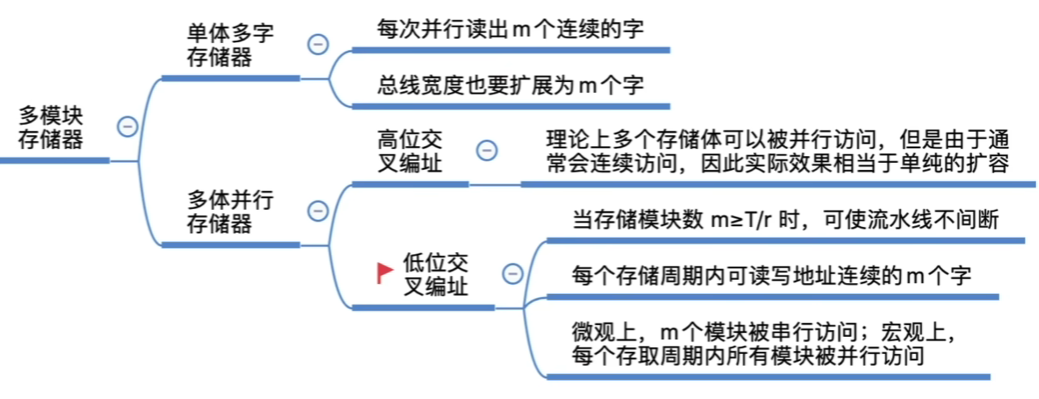 多模块
存储器
单体多字
存储器
每次并行读出m个连续的字
总线宽度也要扩展为m个字
多体并行
存储器
高位交
叉编址
理论上多个存储体可以被并行访问，但是由于通
常会连续访问，因此实际效果相当于单纯的扩容
低位交
叉编址
当存储模块数 m≥T/r 时，可使流水线不间断
每个存储周期内可读写地址连续的m个字
微观上，m个模块被串行访问；宏观上，
每个存取周期内所有模块被并行访问